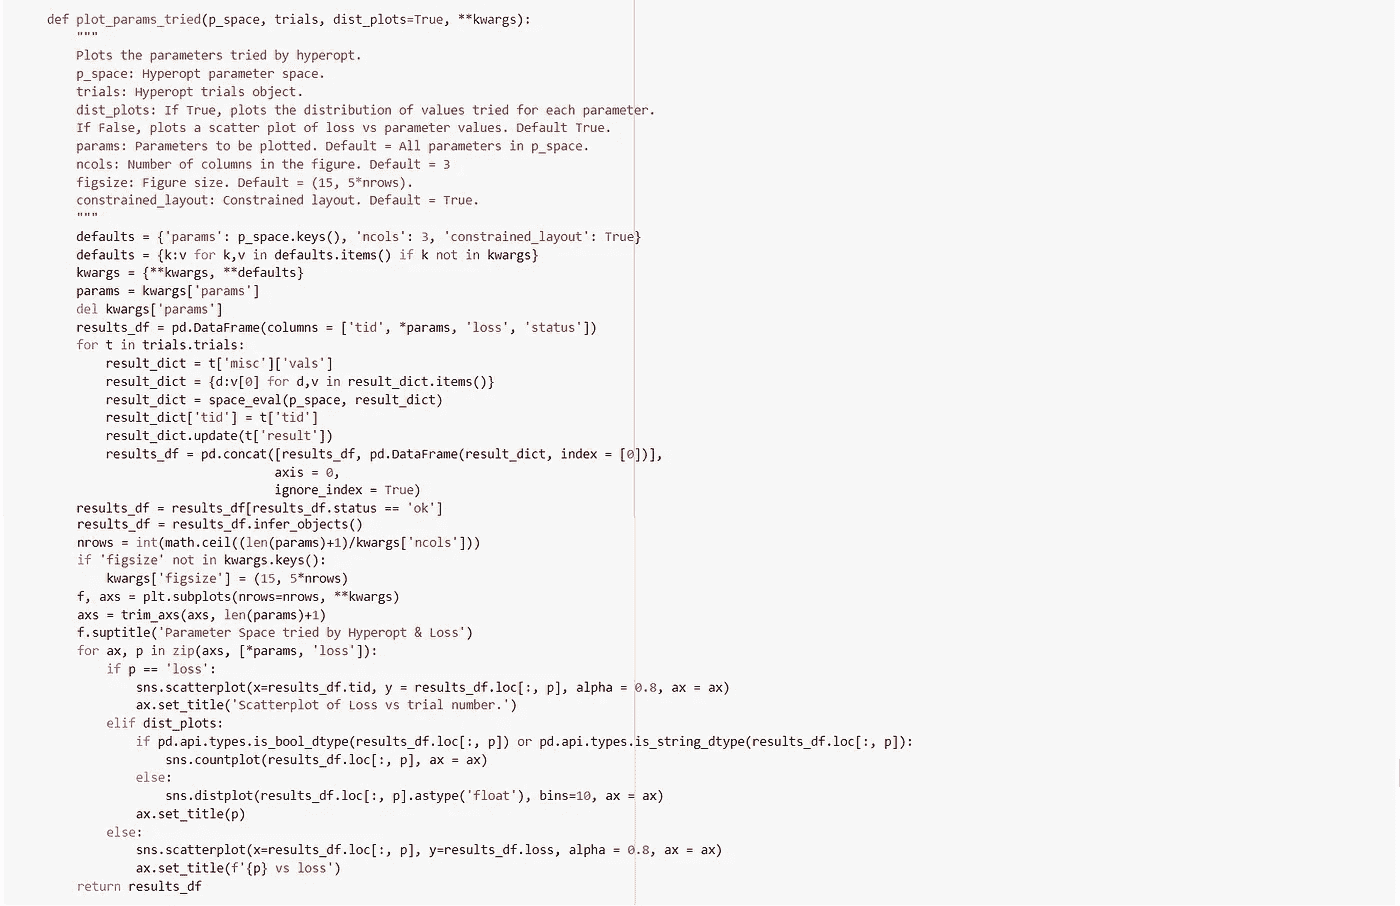 def plot_params_tried(p_space, trials, dist_plots=True, **kwargs):
    """
    Plots the parameters tried by hyperopt.
    p_space: Hyperopt parameter space.
    trials: Hyperopt trials object.
    dist_plots: If True, plots the distribution of values tried for each parameter.
    If False, plots a scatter plot of loss vs parameter values. Default True.
    params: Parameters to be plotted. Default = All parameters in p_space.
    ncols: Number of columns in the figure. Default = 3
    figsize: Figure size. Default = (15, 5*nrows).
    constrained_layout: Constrained layout. Default = True.
    """
    defaults = {'params': p_space.keys(), 'ncols': 3, 'constrained_layout': True}
    defaults = {k:v for k,v in defaults.items() if k not in kwargs}
    kwargs = {**kwargs, **defaults}
    params = kwargs['params']
    del kwargs['params']
    results_df = pd.DataFrame(columns = ['tid', *params, 'loss', 'status'])
    for t in trials.trials:
        result_dict = t['misc']['vals']
        result_dict = {d:v[0] for d,v in result_dict.items()}
        result_dict = space_eval(p_space, result_dict)
        result_dict['tid'] = t['tid']
        result_dict.update(t['result'])
        results_df = pd.concat([results_df, pd.DataFrame(result_dict, index = [0])],
                               axis = 0,
                               ignore_index = True)
    results_df = results_df[results_df.status == 'ok']
    results_df = results_df.infer_objects()
    nrows = int(math.ceil((len(params)+1)/kwargs['ncols']))
    if 'figsize' not in kwargs.keys():
        kwargs['figsize'] = (15, 5*nrows)
    f, axs = plt.subplots(nrows=nrows, **kwargs)
    axs = trim_axs(axs, len(params)+1)
    f.suptitle('Parameter Space tried by Hyperopt & Loss')
    for ax, p in zip(axs, [*params, 'loss']):
        if p == 'loss':
            sns.scatterplot(x=results_df.tid, y = results_df.loc[:, p], alpha = 0.8, ax = ax)
            ax.set_title('Scatterplot of Loss vs trial number.')
        elif dist_plots:
            if pd.api.types.is_bool_dtype(results_df.loc[:, p]) or pd.api.types.is_string_dtype(results_df.loc[:, p]):
                sns.countplot(results_df.loc[:, p], ax = ax)
            else:
                sns.distplot(results_df.loc[:, p].astype('float'), bins=10, ax = ax)
            ax.set_title(p)
        else:
            sns.scatterplot(x=results_df.loc[:, p], y=results_df.loss, alpha = 0.8, ax = ax)
            ax.set_title(f'{p} vs loss')
    return results_df